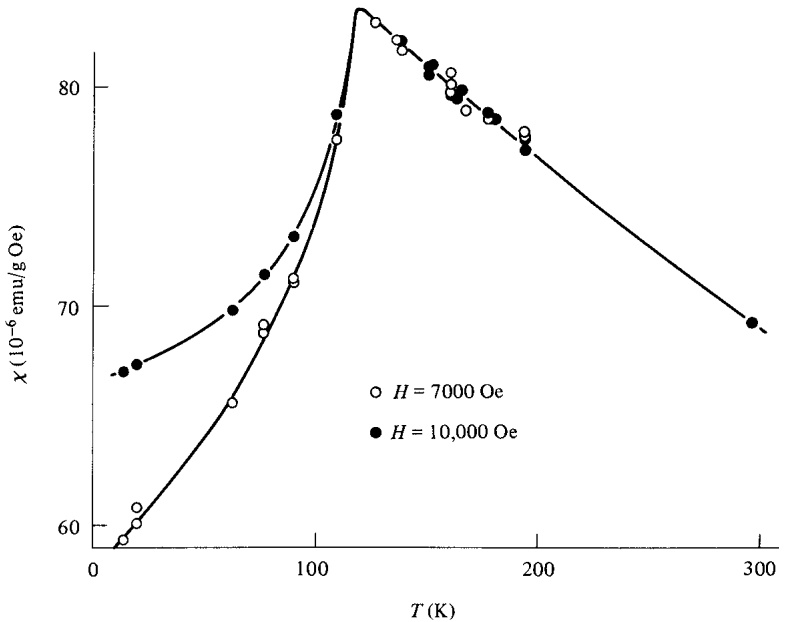 80
70
60
χ (10⁻⁶ emu/g Oe)
H = 7000 Oe
H = 10,000 Oe
0 100 200 300
T (K)